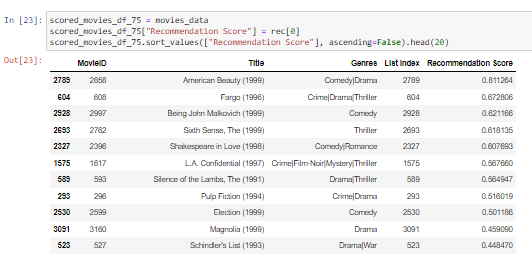 In [23]: scored_movies_df_75 = movies_data
scored_movies_df_75["Recommendation Score"] = rec[0]
scored_movies_df_75.sort_values(["Recommendation Score"], ascending=False).head(20)
Out[23]: MovieID Title Genres List Index Recommendation Score
2789 2858 American Beauty (1999) Comedy|Drama 2789 0.811264
604 608 Fargo (1996) Crime|Drama|Thriller 604 0.672806
2928 2997 Being John Malkovich (1999) Comedy 2928 0.621166
2693 2762 Sixth Sense, The (1999) Thriller 2693 0.618135
2327 2396 Shakespeare in Love (1998) Comedy|Romance 2327 0.607693
1575 1617 L.A. Confidential (1997) Crime|Film-Noir|Mystery|Thriller 1575 0.567660
589 593 Silence of the Lambs, The (1991) Drama|Thriller 589 0.564947
293 296 Pulp Fiction (1994) Crime|Drama 293 0.516019
2530 2599 Election (1999) Comedy 2530 0.501186
3091 3160 Magnolia (1999) Drama 3091 0.459090
523 527 Schindler's List (1993) Drama|War 523 0.448470